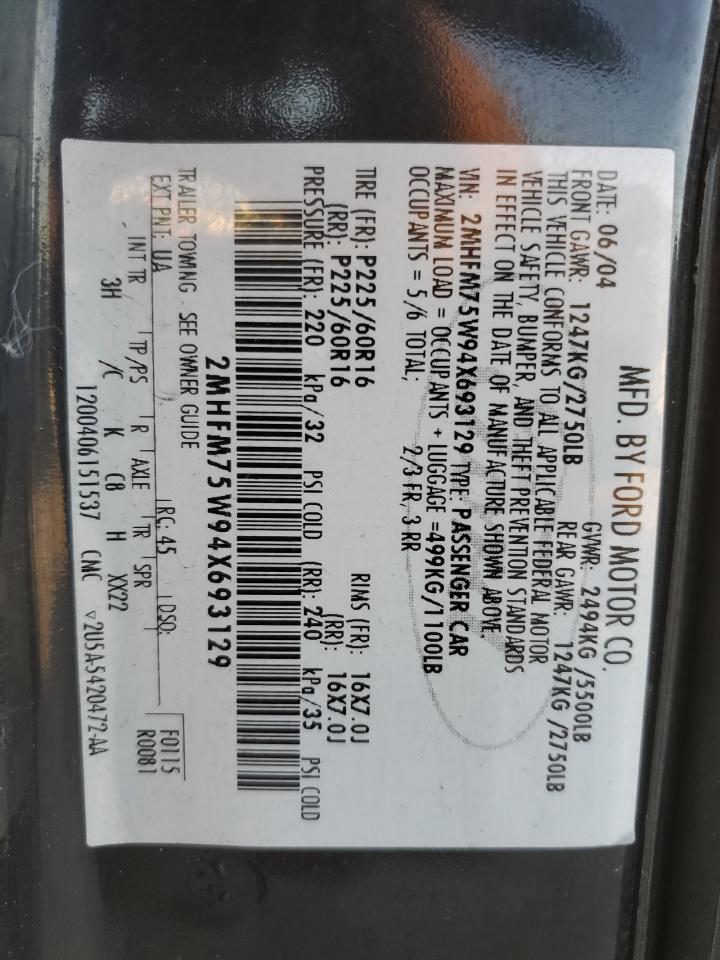 MFD. BY FORD MOTOR CO.
DATE: 06/04 GVWR: 2494KG /5500LB
FRONT GAWR: 1247KG/2750LB REAR GAWR: 1247KG /2750LB
THIS VEHICLE CONFORMS TO ALL APPLICABLE FEDERAL MOTOR
VEHICLE SAFETY, BUMPER, AND THEFT PREVENTION STANDARDS
IN EFFECT ON THE DATE OF MANUFACTURE SHOWN ABOVE.
VIN: 2MHFM75W94X693129 TYPE: PASSENGER CAR
MAXIMUM LOAD = OCCUPANTS + LUGGAGE =499KG/1100LB
OCCUPANTS = 5/6 TOTAL; 2/3 FR, 3 RR
TIRE (FR): P225/60R16 RIMS (FR): 16X7.0J
(RR): P225/60R16 (RR): 16X7.0J
PRESSURE (FR): 220 kPa/32 PSI COLD (RR): 240 kPa/35 PSI COLD
2MHFM75W94X693129
TRAILER TOWING - SEE OWNER GUIDE
EXT PNT: UA RC: 45 DSO: F0115
INT TR TP/PS R AXLE TR SPR R0081
3H /C K C8 H XX22
1200406151537 CMC ▿2U5A-5420472-AA